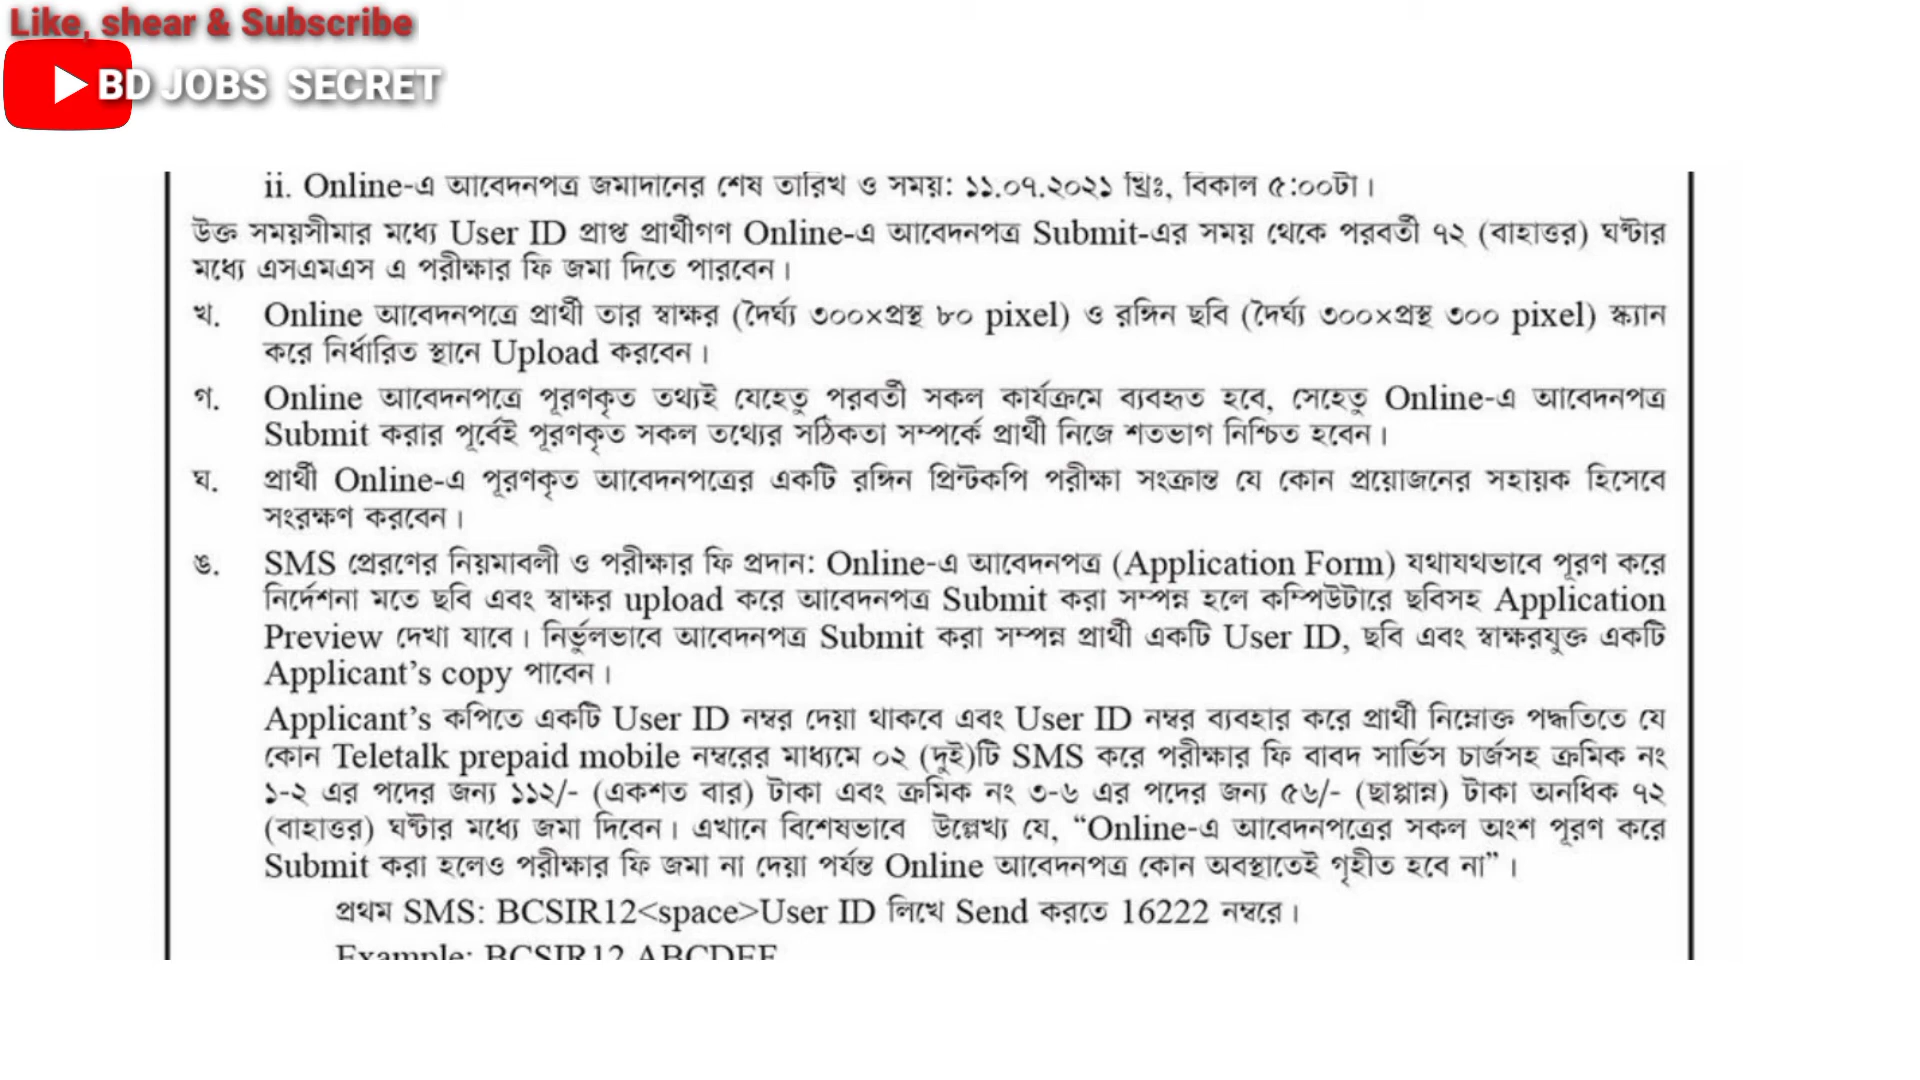 Like, shear & Subscribe
BD JOBS SECRET
ii. Online-এ আবেদনপত্র জমাদানের শেষ তারিখ ও সময়: ১১.০৭.২০২১ খ্রিঃ, বিকাল ৫:০০টা।
উক্ত সময়সীমার মধ্যে User ID প্রাপ্ত প্রার্থীগণ Online-এ আবেদনপত্র Submit-এর সময় থেকে পরবর্তী ৭২ (বাহাত্তর) ঘণ্টার
মধ্যে এসএমএস এ পরীক্ষার ফি জমা দিতে পারবেন।
খ. Online আবেদনপত্রে প্রার্থী তার স্বাক্ষর (দৈর্ঘ্য ৩০০×প্রস্থ ৮০ pixel) ও রঙ্গিন ছবি (দৈর্ঘ্য ৩০০×প্রস্থ ৩০০ pixel) স্ক্যান
করে নির্ধারিত স্থানে Upload করবেন।
গ. Online আবেদনপত্রে পূরণকৃত তথ্যই যেহেতু পরবর্তী সকল কার্যক্রমে ব্যবহৃত হবে, সেহেতু Online-এ আবেদনপত্র
Submit করার পূর্বেই পূরণকৃত সকল তথ্যের সঠিকতা সম্পর্কে প্রার্থী নিজে শতভাগ নিশ্চিত হবেন।
ঘ. প্রার্থী Online-এ পূরণকৃত আবেদনপত্রের একটি রঙ্গিন প্রিন্টকপি পরীক্ষা সংক্রান্ত যে কোন প্রয়োজনের সহায়ক হিসেবে
সংরক্ষণ করবেন।
ঙ. SMS প্রেরণের নিয়মাবলী ও পরীক্ষার ফি প্রদান: Online-এ আবেদনপত্র (Application Form) যথাযথভাবে পূরণ করে
নির্দেশনা মতে ছবি এবং স্বাক্ষর upload করে আবেদনপত্র Submit করা সম্পন্ন হলে কম্পিউটারে ছবিসহ Application
Preview দেখা যাবে। নির্ভুলভাবে আবেদনপত্র Submit করা সম্পন্ন প্রার্থী একটি User ID, ছবি এবং স্বাক্ষরযুক্ত একটি
Applicant’s copy পাবেন।
Applicant’s কপিতে একটি User ID নম্বর দেয়া থাকবে এবং User ID নম্বর ব্যবহার করে প্রার্থী নিম্নোক্ত পদ্ধতিতে যে
কোন Teletalk prepaid mobile নম্বরের মাধ্যমে ০২ (দুই)টি SMS করে পরীক্ষার ফি বাবদ সার্ভিস চার্জসহ ক্রমিক নং
১-২ এর পদের জন্য ১১২/- (একশত বার) টাকা এবং ক্রমিক নং ৩-৬ এর পদের জন্য ৫৬/- (ছাপ্পান্ন) টাকা অনধিক ৭২
(বাহাত্তর) ঘণ্টার মধ্যে জমা দিবেন। এখানে বিশেষভাবে উল্লেখ্য যে, “Online-এ আবেদনপত্রের সকল অংশ পূরণ করে
Submit করা হলেও পরীক্ষার ফি জমা না দেয়া পর্যন্ত Online আবেদনপত্র কোন অবস্থাতেই গৃহীত হবে না”।
প্রথম SMS: BCSIR12<space>User ID লিখে Send করতে 16222 নম্বরে।
Example: BCSIR12 ABCDEF